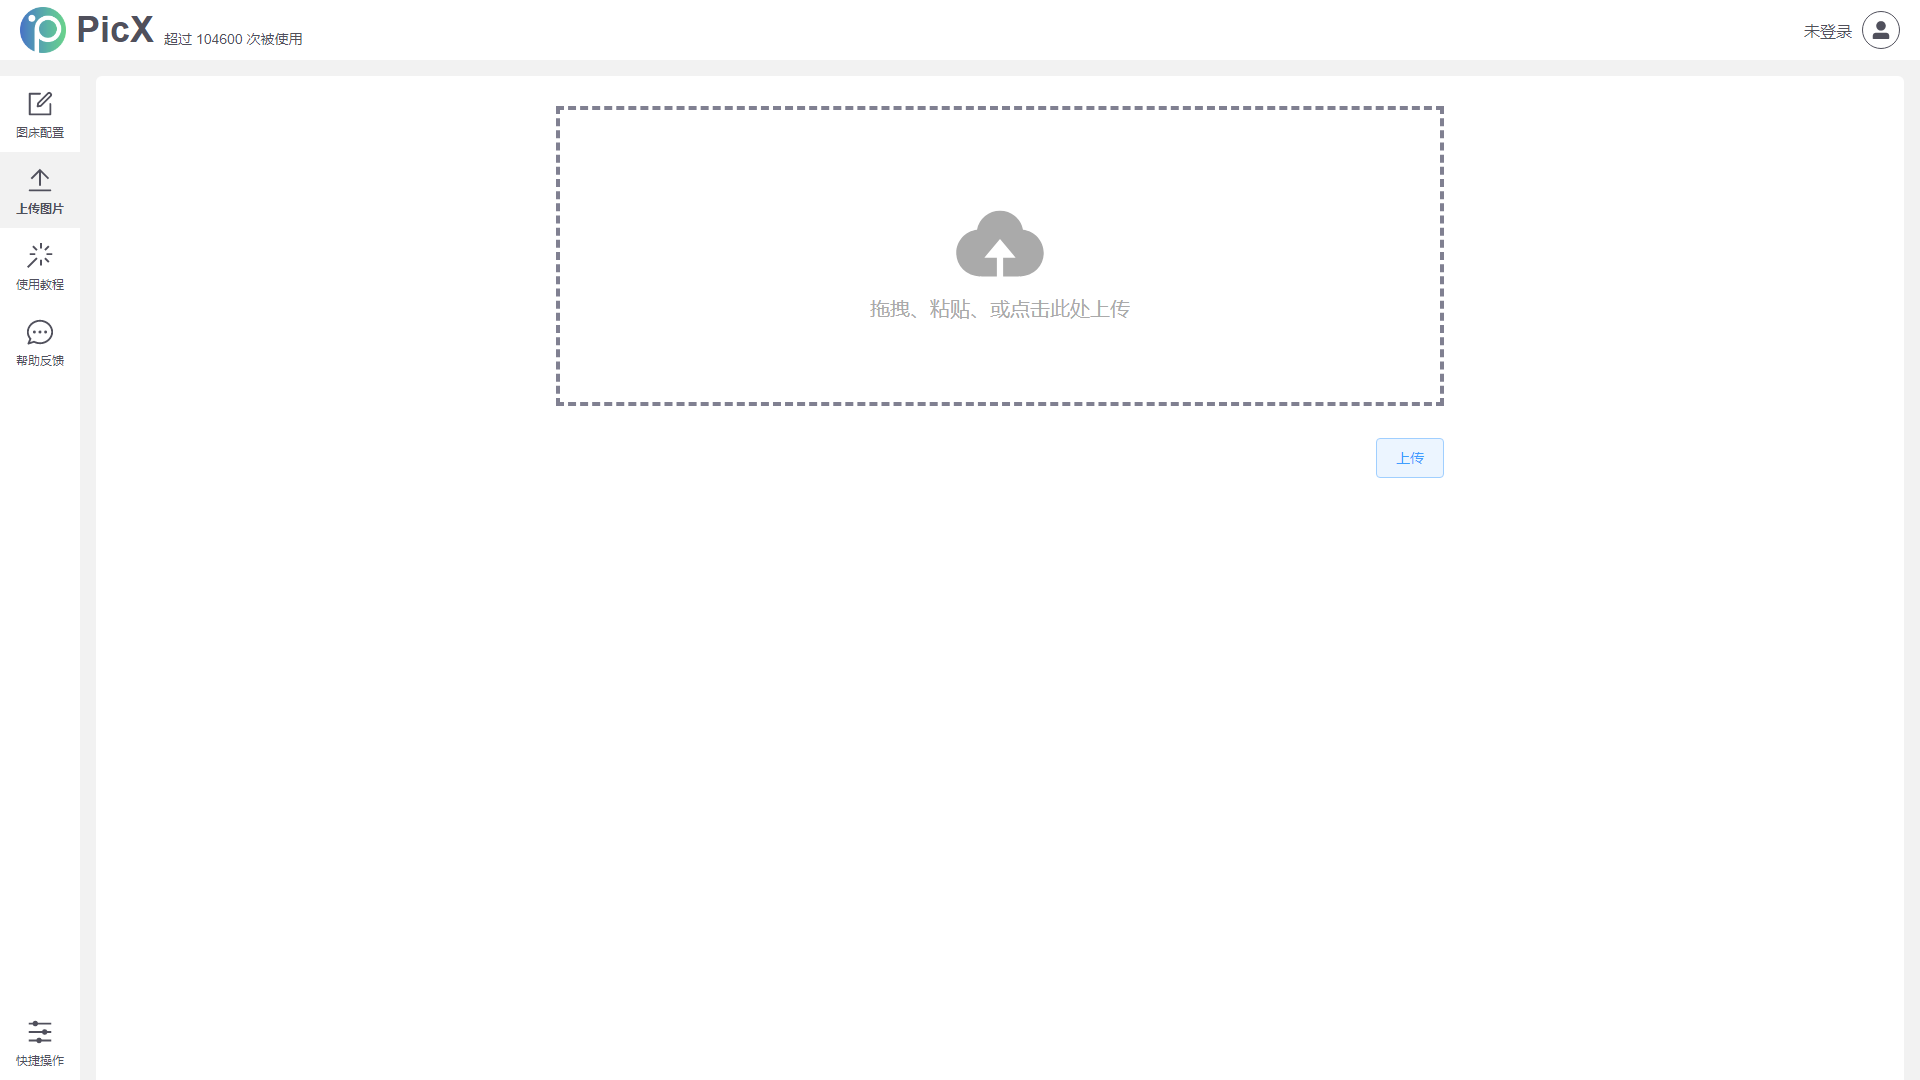 PicX 超过 104600 次被使用
未登录
图床配置
上传图片
使用教程
帮助反馈
拖拽、粘贴、或点击此处上传
上传
快捷操作